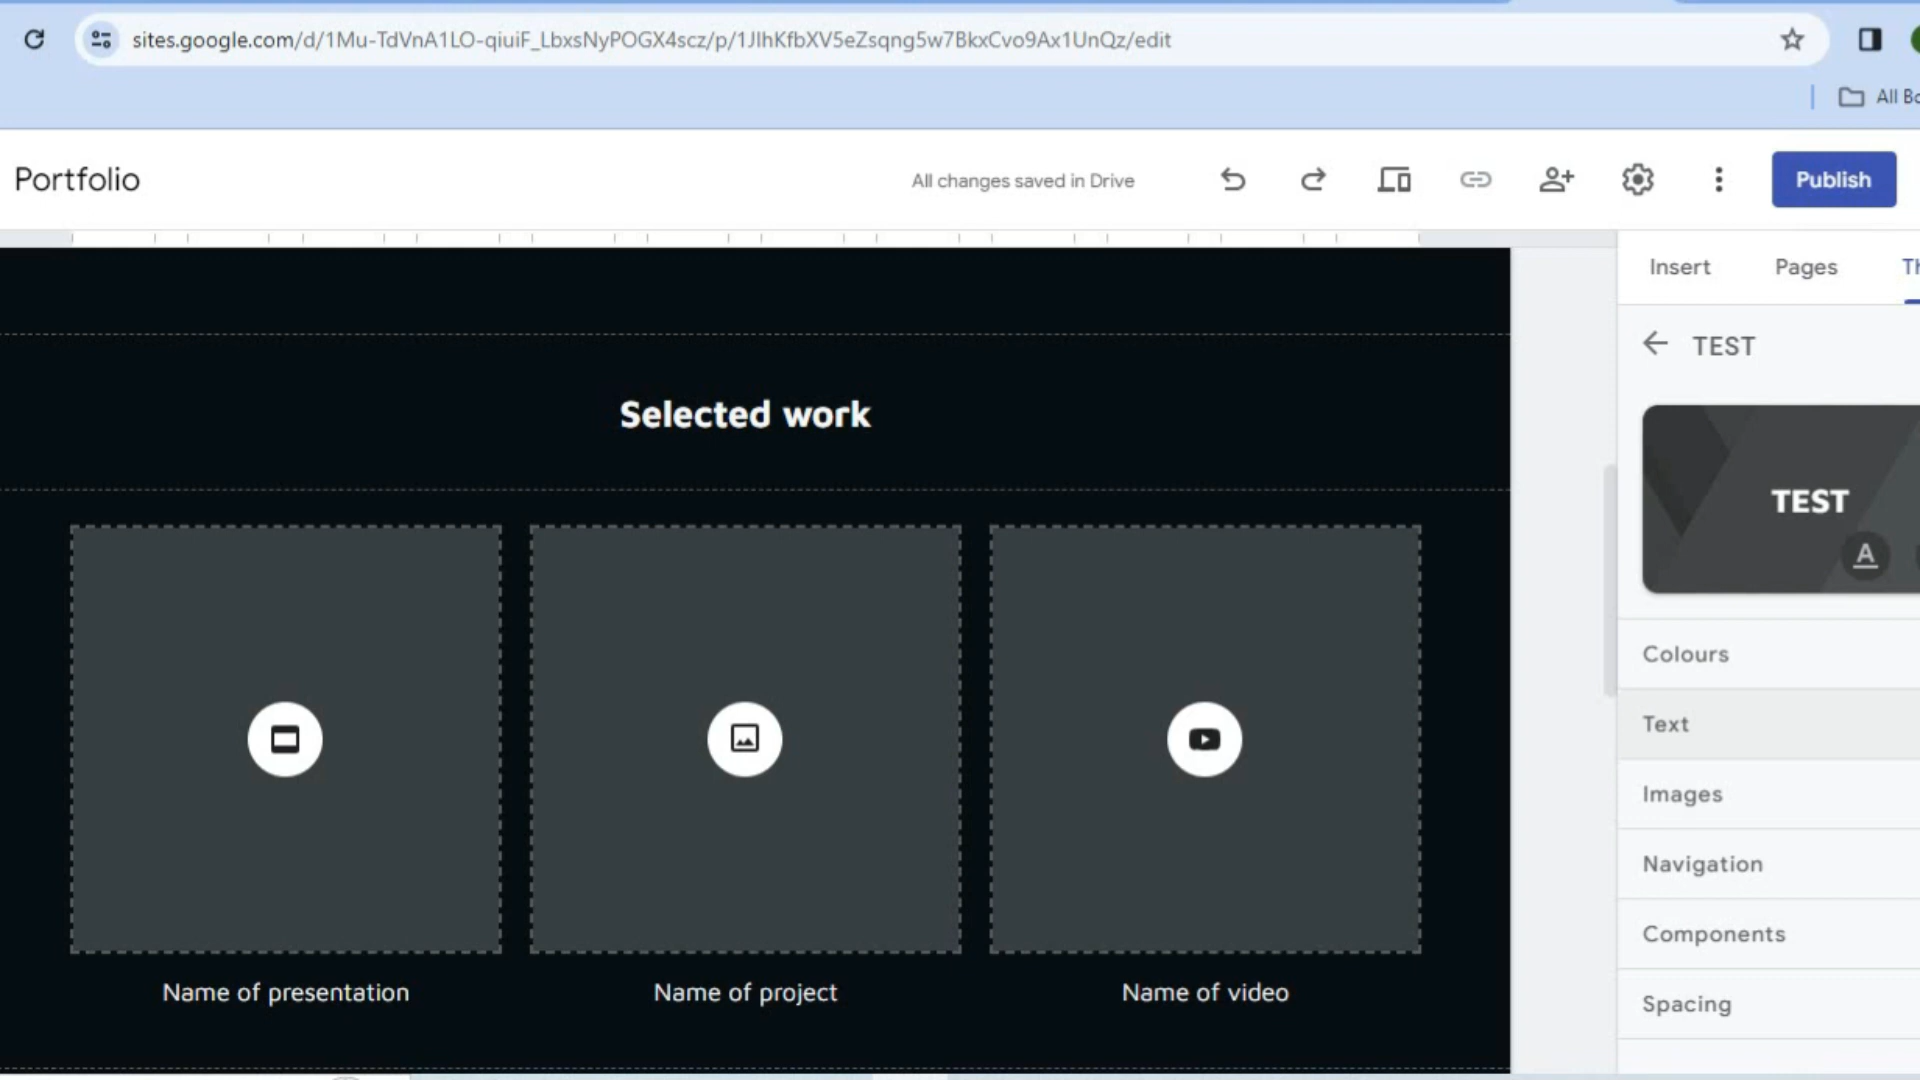 sites.google.com/d/1Mu-TdVnA1LO-qiuiF_LbxsNyPOGX4scz/p/1JIhKfbXV5eZsqng5w7BkxCvo9Ax1UnQz/edit
All Bo
Portfolio
All changes saved in Drive
Publish
Insert
Pages
Th
TEST
Selected work
TEST
A
Colours
Text
Images
Navigation
Components
Spacing
Name of presentation
Name of project
Name of video